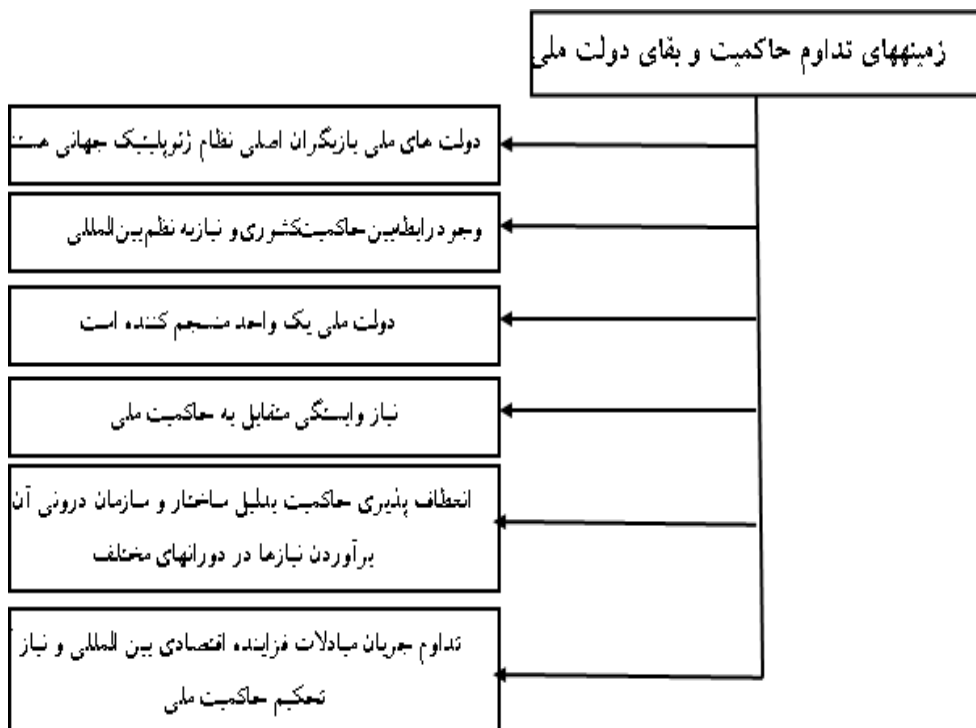 زمینههای تداوم حاکمیت و بقای دولت ملی
دولت های ملی بازیگران اصلی نظام ژئوپلیتیک جهانی
وجود رابطه بین حاکمیت کشوری و نیاز به نظم بین المللی
دولت ملی یک واحد منسجم کننده است
نیاز وابستگی متقابل به حاکمیت ملی
انعطاف پذیری حاکمیت بدلیل ساختار و سازمان درونی آن
برآوردن نیازها در دورانهای مختلف
تداوم جریان مبادلات فزاینده اقتصادی بین المللی و نیاز
تحکیم حاکمیت ملی